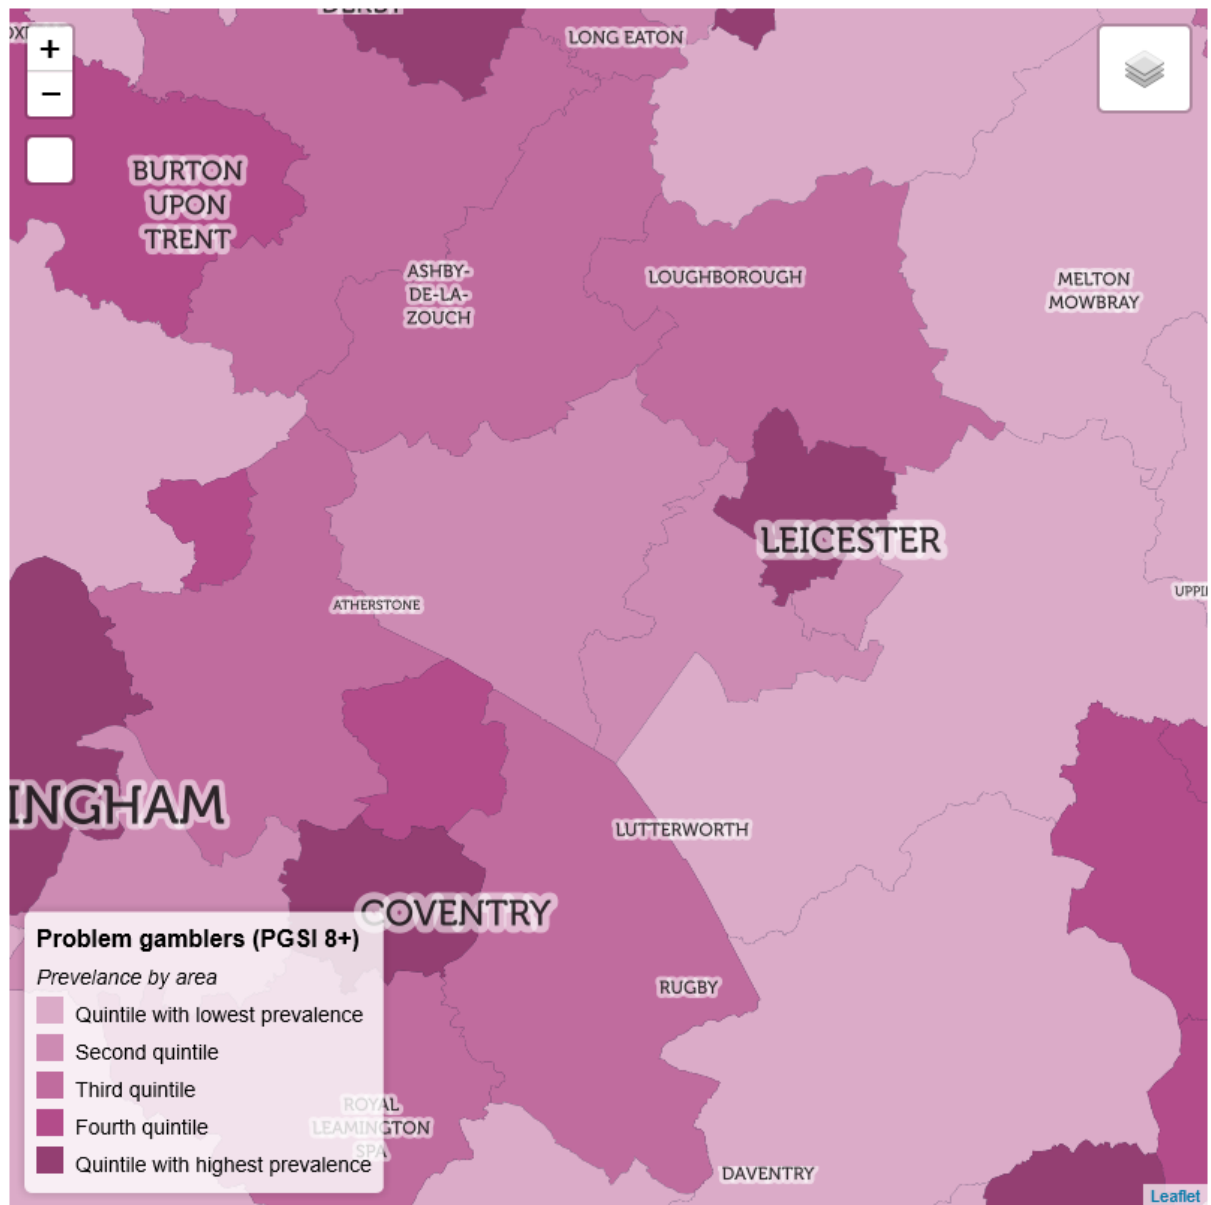 DERBY
LONG EATON
+
−
BURTON
UPON
TRENT
ASHBY-
DE-LA-
ZOUCH
LOUGHBOROUGH
MELTON
MOWBRAY
LEICESTER
ATHERSTONE
UPPI
INGHAM
LUTTERWORTH
COVENTRY
RUGBY
Problem gamblers (PGSI 8+)
Prevelance by area
Quintile with lowest prevalence
Second quintile
Third quintile
Fourth quintile
Quintile with highest prevalence
ROYAL
LEAMINGTON
SPA
DAVENTRY
Leaflet